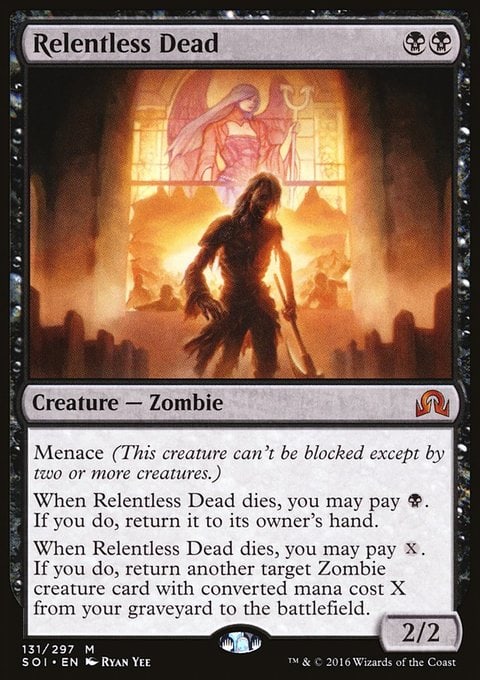 Relentless Dead
Creature — Zombie
Menace (This creature can't be blocked except by
two or more creatures.)
When Relentless Dead dies, you may pay .
If you do, return it to its owner's hand.
When Relentless Dead dies, you may pay X.
If you do, return another target Zombie
creature card with converted mana cost X
from your graveyard to the battlefield.
2/2
131/297 M
SOI • EN Ryan Yee
™ & © 2016 Wizards of the Coast